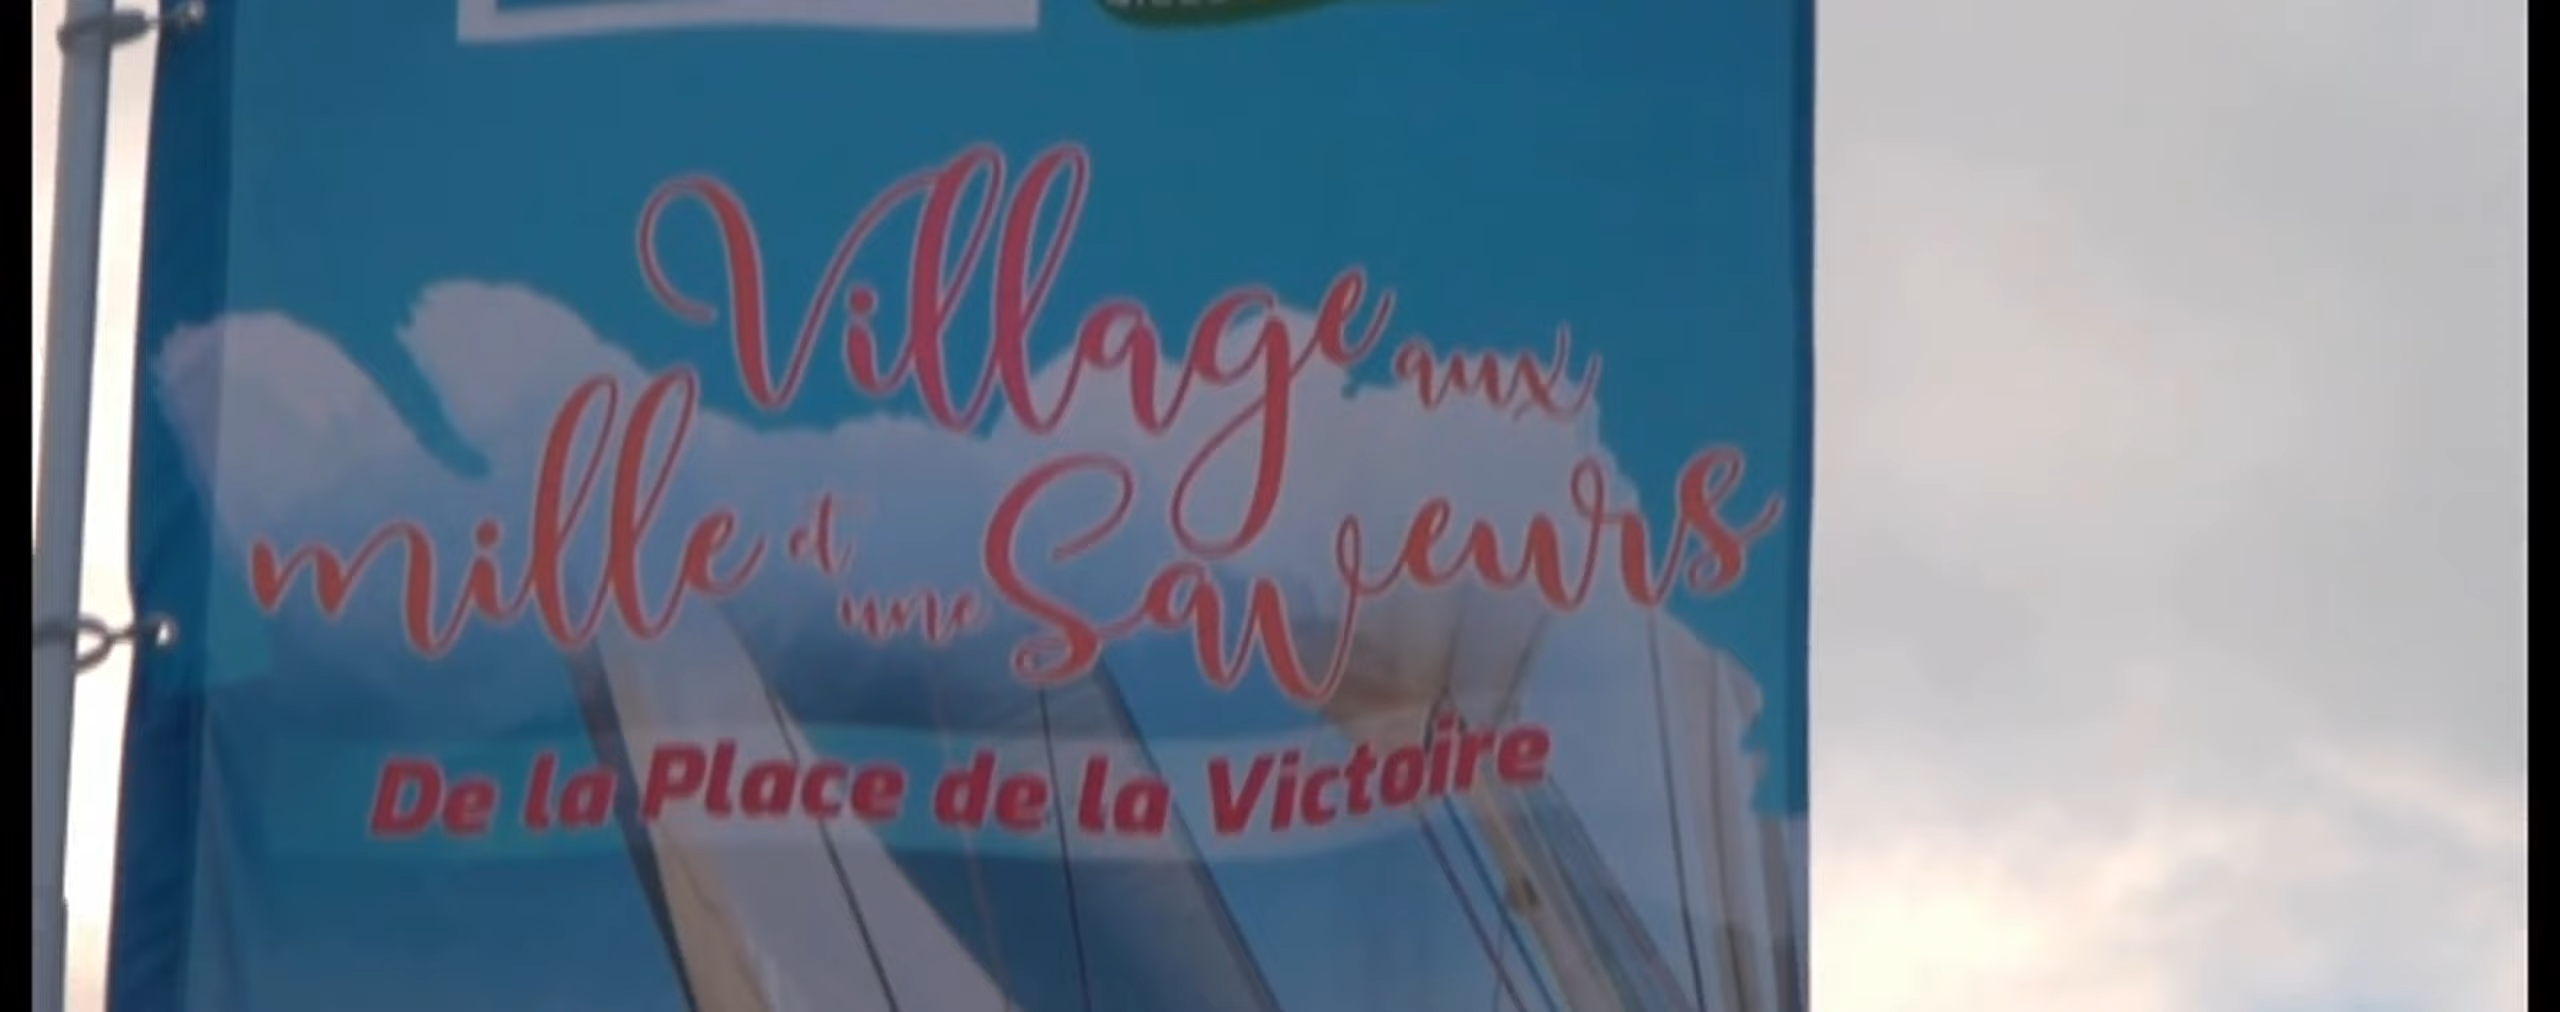 Village aux
mille et une Saveurs
De la Place de la Victoire